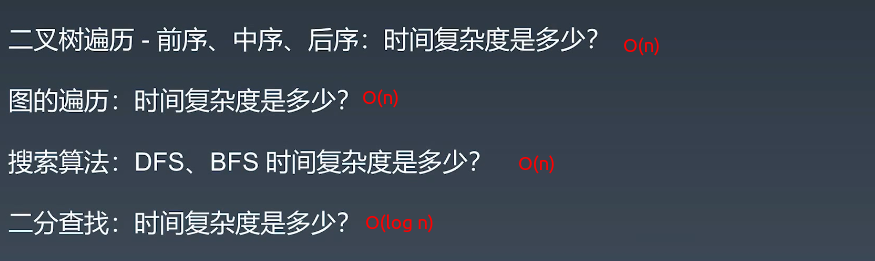 二叉树遍历 - 前序、中序、后序：时间复杂度是多少？ O(n)
图的遍历：时间复杂度是多少？ O(n)
搜索算法：DFS、BFS 时间复杂度是多少？ O(n)
二分查找：时间复杂度是多少？ O(log n)